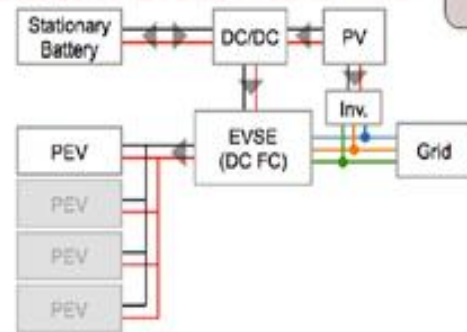 Stationary
Battery
DC/DC
PV
Inv.
EVSE
(DC FC)
Grid
PEV
PEV
PEV
PEV